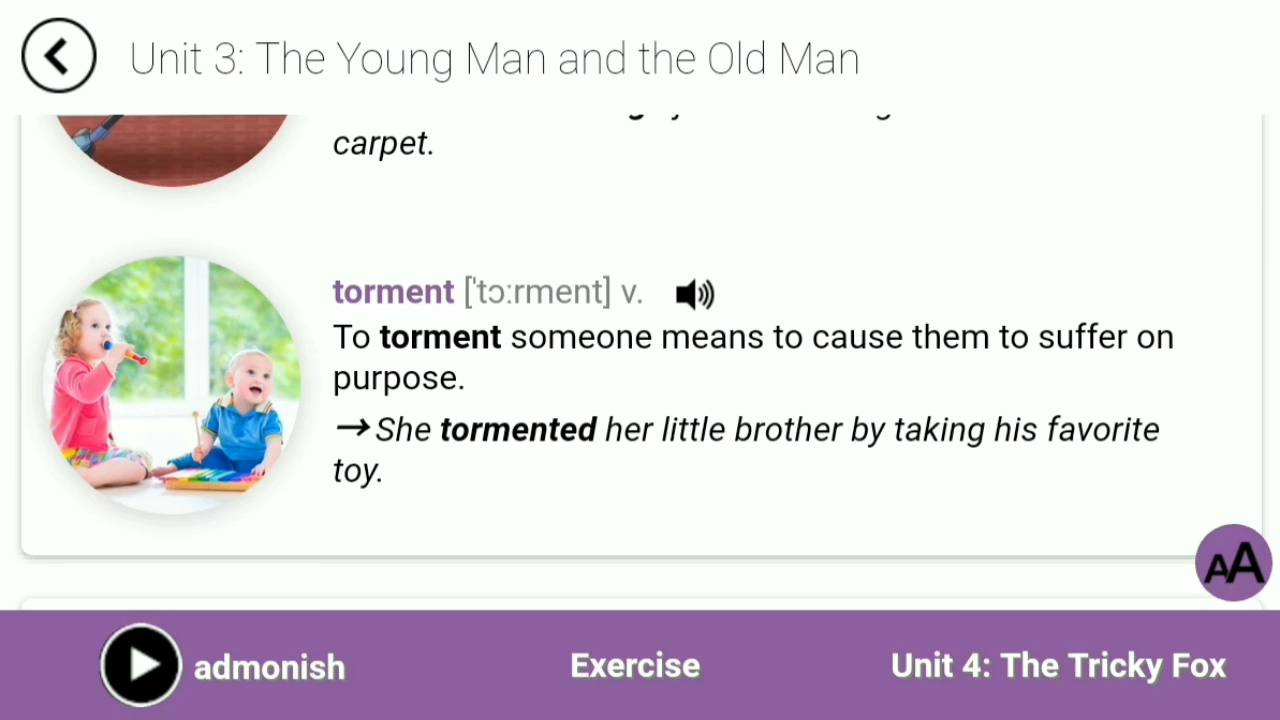 Unit 3: The Young Man and the Old Man
carpet.
torment ['tɔ:rment] v.
To torment someone means to cause them to suffer on
purpose.
→ She tormented her little brother by taking his favorite
toy.
AA
admonish
Exercise
Unit 4: The Tricky Fox